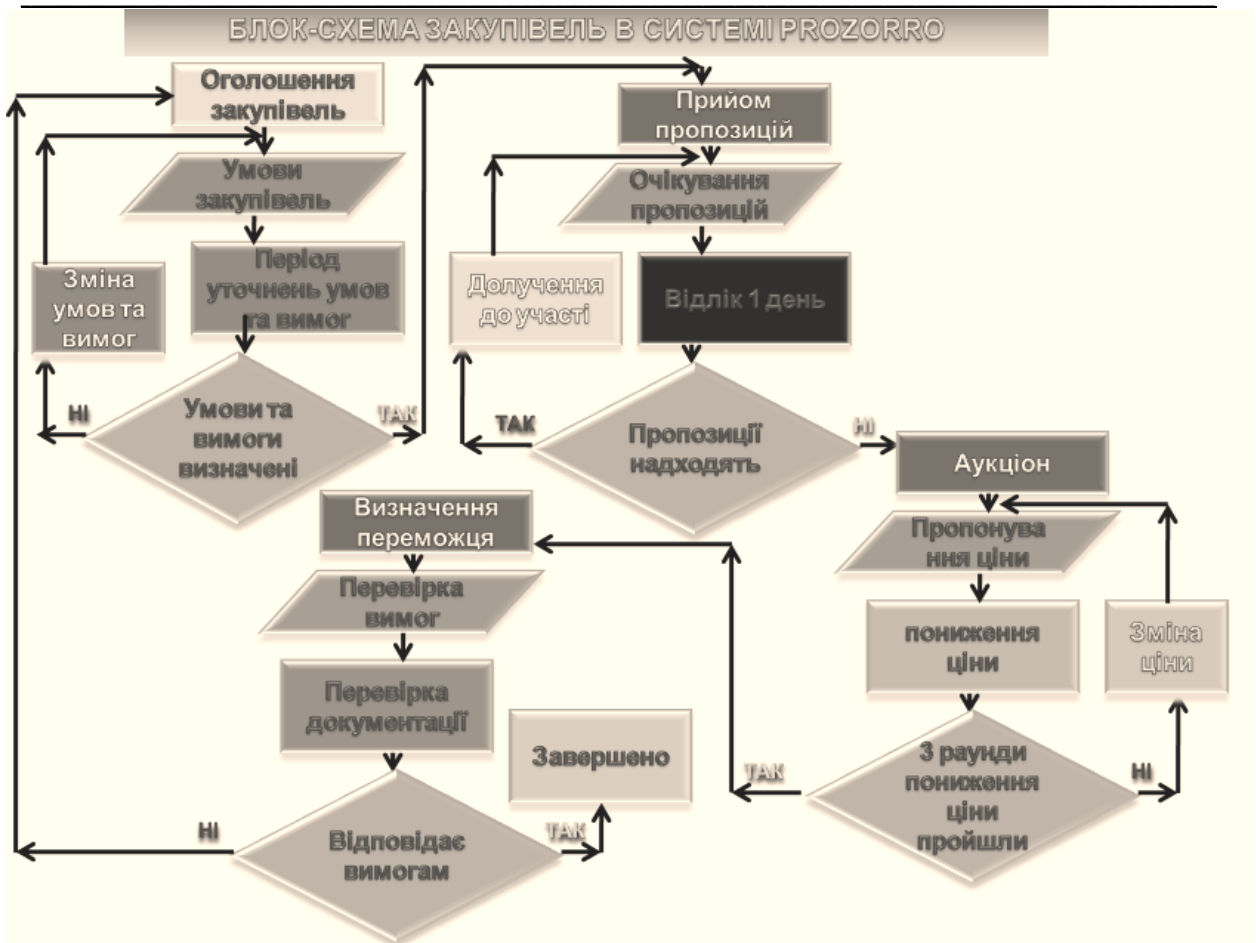 БЛОК-СХЕМА ЗАКУПІВЕЛЬ В СИСТЕМІ PROZORRO
Оголошення
закупівель
Умови
закупівель
Період
уточнень умов
та вимог
Зміна
умов та
вимог
Умови та
вимоги
визначені
НІ
ТАК
Прийом
пропозицій
Очікування
пропозицій
Долучення
до участі
Відлік 1 день
Пропозиції
надходять
ТАК
НІ
Аукціон
Пропонува
ння ціни
пониження
ціни
Зміна
ціни
3 раунди
пониження
ціни
пройшли
ТАК
НІ
Визначення
переможця
Перевірка
вимог
Перевірка
документації
Завершено
Відповідає
вимогам
НІ
ТАК